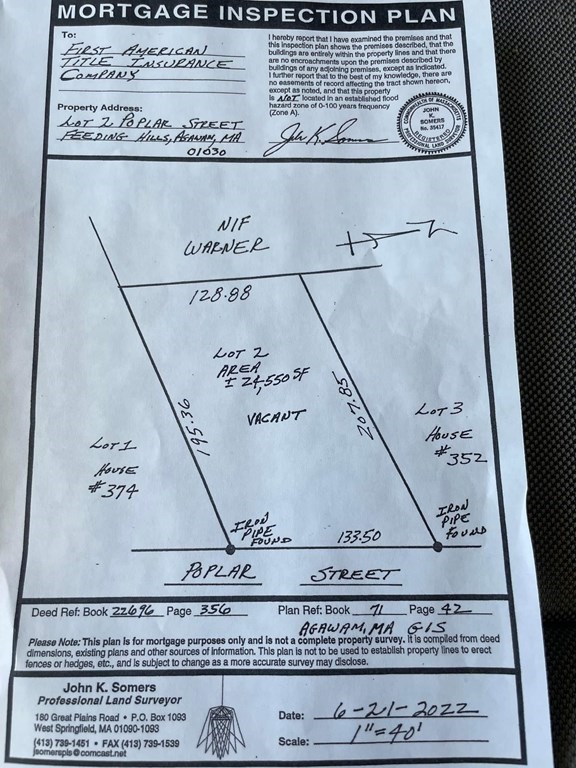 MORTGAGE INSPECTION PLAN
To:
FIRST AMERICAN
TITLE INSURANCE
COMPANY
Property Address:
LOT 2 POPLAR STREET
FEEDING HILLS, AGAWAM, MA
01030
I hereby report that I have examined the premises and that
this inspection plan shows the premises described, that the
buildings are entirely within the property lines and that there
are no encroachments upon the premises described by
buildings of any adjoining premises, except as indicated.
I further report that to the best of my knowledge, there are
no easements of record affecting the tract shown hereon,
except as noted, and that this property
is NOT located in an established flood
hazard zone of 0-100 years frequency
(Zone A).
John K. Somers
COMMONWEALTH OF MASSACHUSETTS
JOHN
K.
SOMERS
No. 35417
REGISTERED
PROFESSIONAL LAND SURVEYOR
N/F
WARNER
128.88
LOT 2
AREA
± 24,550 SF
VACANT
195.36
207.85
LOT 1
HOUSE
#374
LOT 3
HOUSE
#352
IRON
PIPE
FOUND
133.50
IRON
PIPE
FOUND
POPLAR STREET
Deed Ref: Book 22696 Page 356 Plan Ref: Book 71 Page 42
AGAWAM, MA GIS
Please Note: This plan is for mortgage purposes only and is not a complete property survey. It is compiled from deed
dimensions, existing plans and other sources of information. This plan is not to be used to establish property lines to erect
fences or hedges, etc., and is subject to change as a more accurate survey may disclose.
John K. Somers
Professional Land Surveyor
180 Great Plains Road • P.O. Box 1093
West Springfield, MA 01090-1093
(413) 739-1451 • FAX (413) 739-1539
jsomerspls@comcast.net
Date: 6-21-2022
Scale: 1"=40'